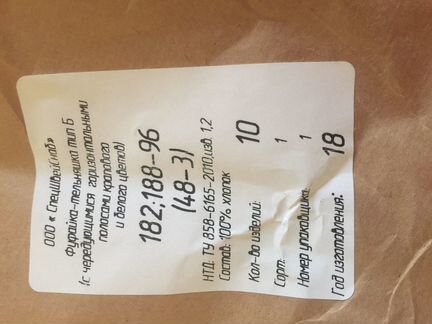 ООО « СпецШвейСнаб»
Фуфайка-тельняшка тип Б
(с чередующимися горизонтальными
полосами крапового
и белого цветов)
182;188-96
(48-3)
НТД: ТУ 858-6165-2010,изд. 1,2
Состав: 100% хлопок
Кол-во изделий: 10
Сорт: 1
Номер упаковщика: 1
Год изготовления: 18